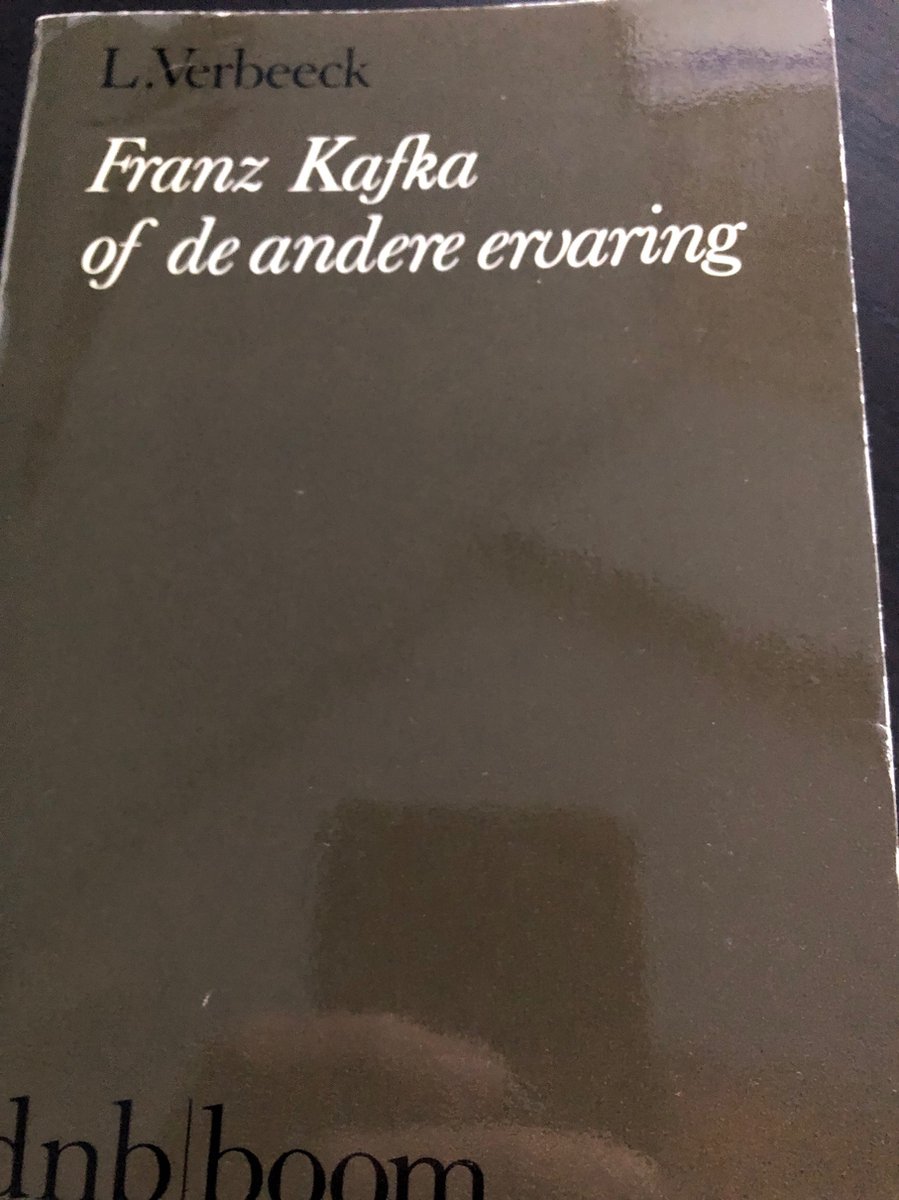 L.Verbeeck
Franz Kafka
of de andere ervaring
dnb|boom